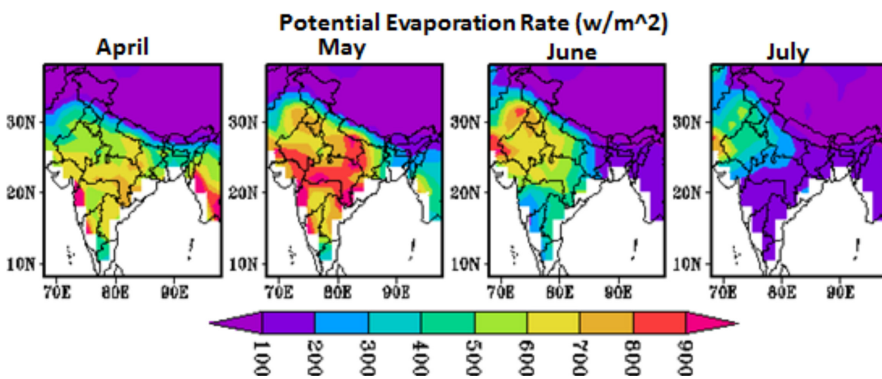 Potential Evaporation Rate (w/m^2)
April
May
June
July
30N
20N
10N
70E 80E 90E
30N
20N
10N
70E 80E 90E
30N
20N
10N
70E 80E 90E
30N
20N
10N
70E 80E 90E
100 200 300 400 500 600 700 800 900